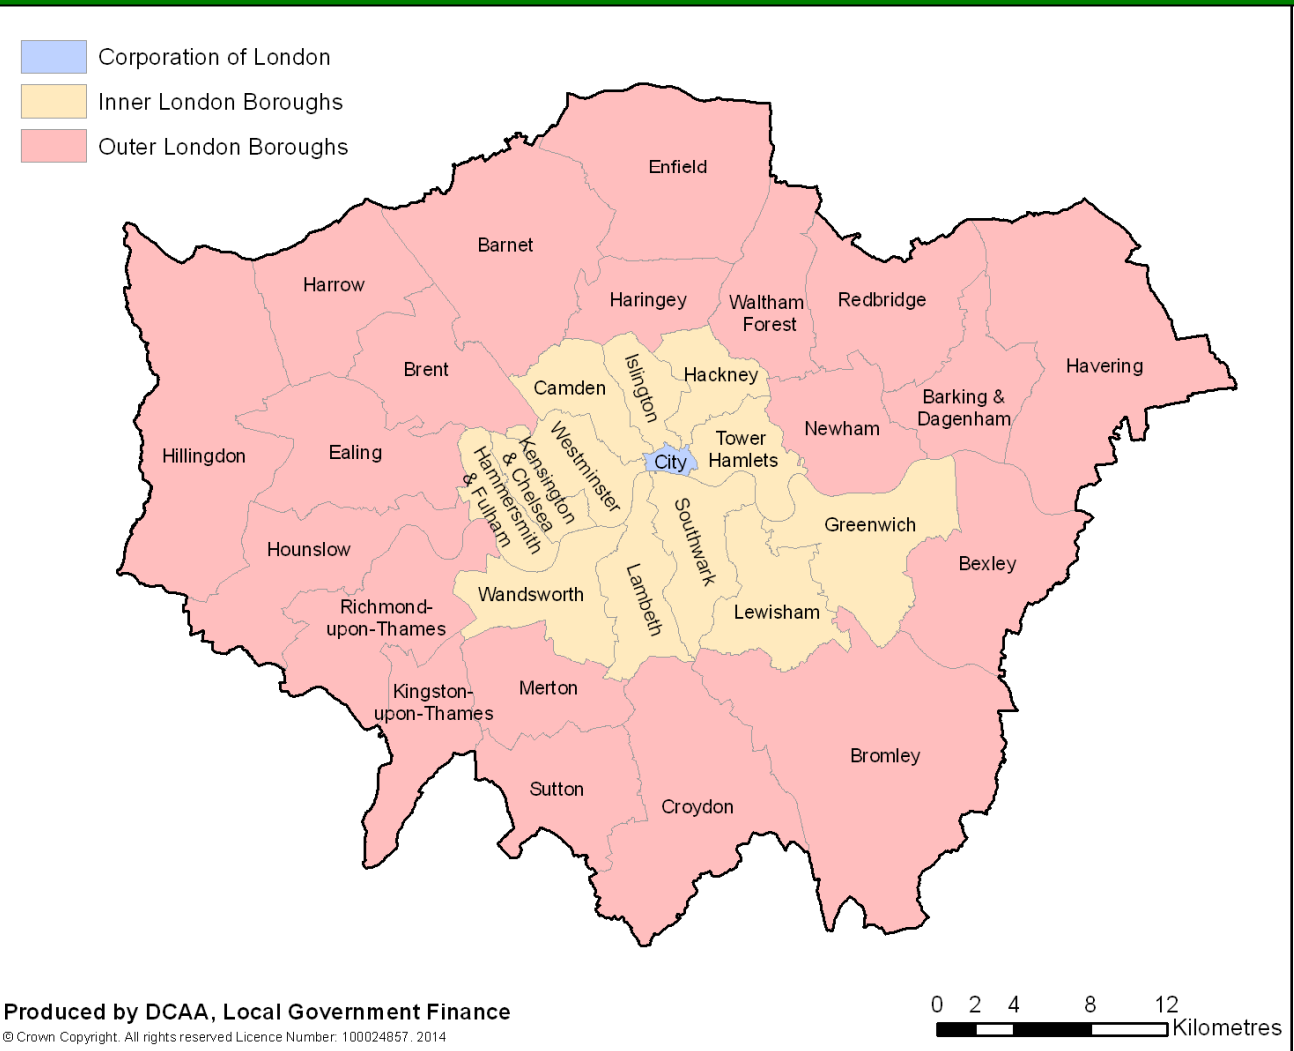 Corporation of London
Inner London Boroughs
Outer London Boroughs
Enfield
Barnet
Harrow
Haringey
Waltham
Forest
Redbridge
Havering
Brent
Camden
Islington
Hackney
Barking &
Dagenham
Newham
Hillingdon
Ealing
Hammersmith
& Fulham
Kensington
& Chelsea
Westminster
City
Tower
Hamlets
Greenwich
Hounslow
Southwark
Bexley
Wandsworth
Lambeth
Lewisham
Richmond-
upon-Thames
Kingston-
upon-Thames
Merton
Bromley
Sutton
Croydon
0 2 4 8 12
Kilometres
Produced by DCAA, Local Government Finance
© Crown Copyright. All rights reserved Licence Number: 100024857. 2014